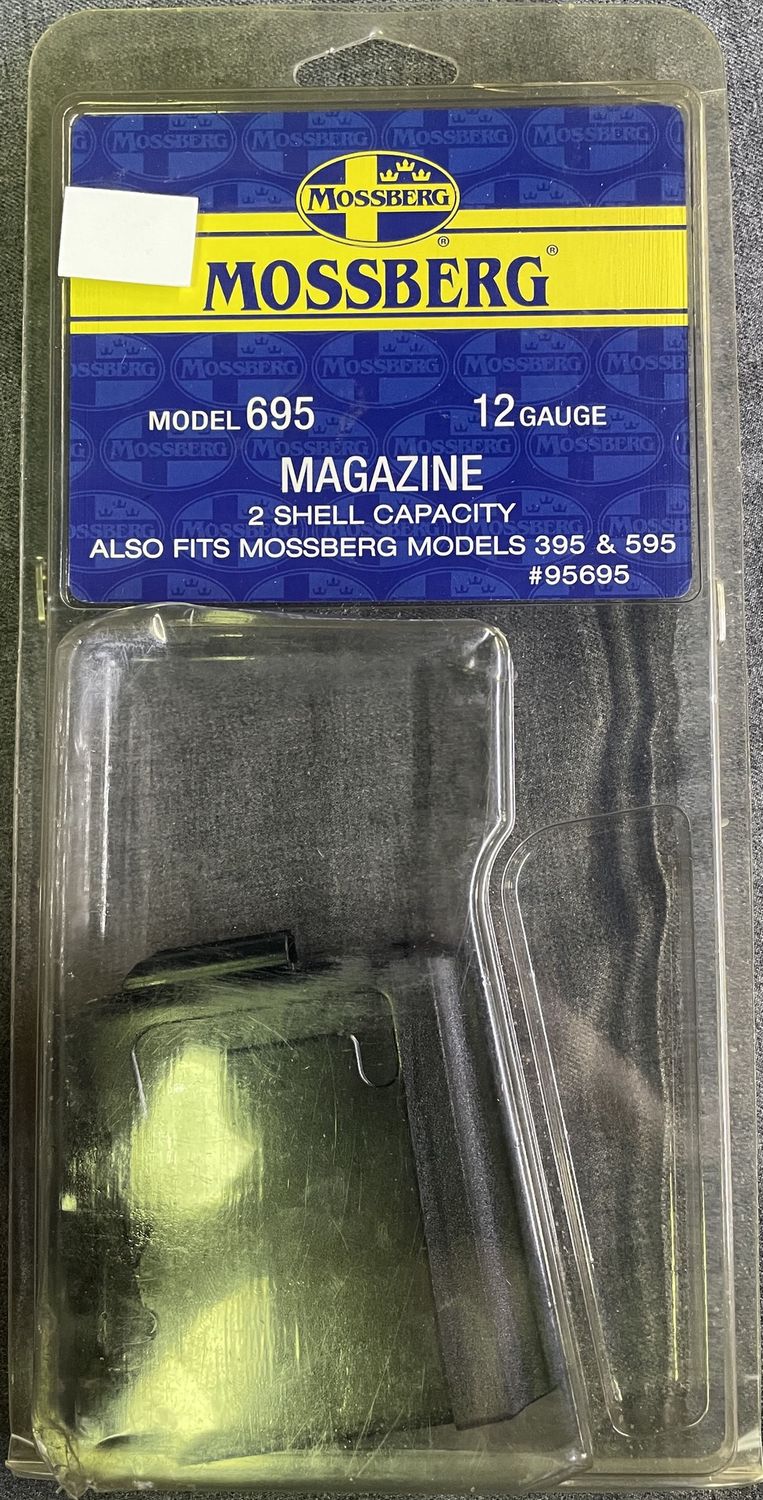 MOSSBERG
®
MOSSBERG®
MODEL 695 12 GAUGE
MAGAZINE
2 SHELL CAPACITY
ALSO FITS MOSSBERG MODELS 395 & 595
#95695